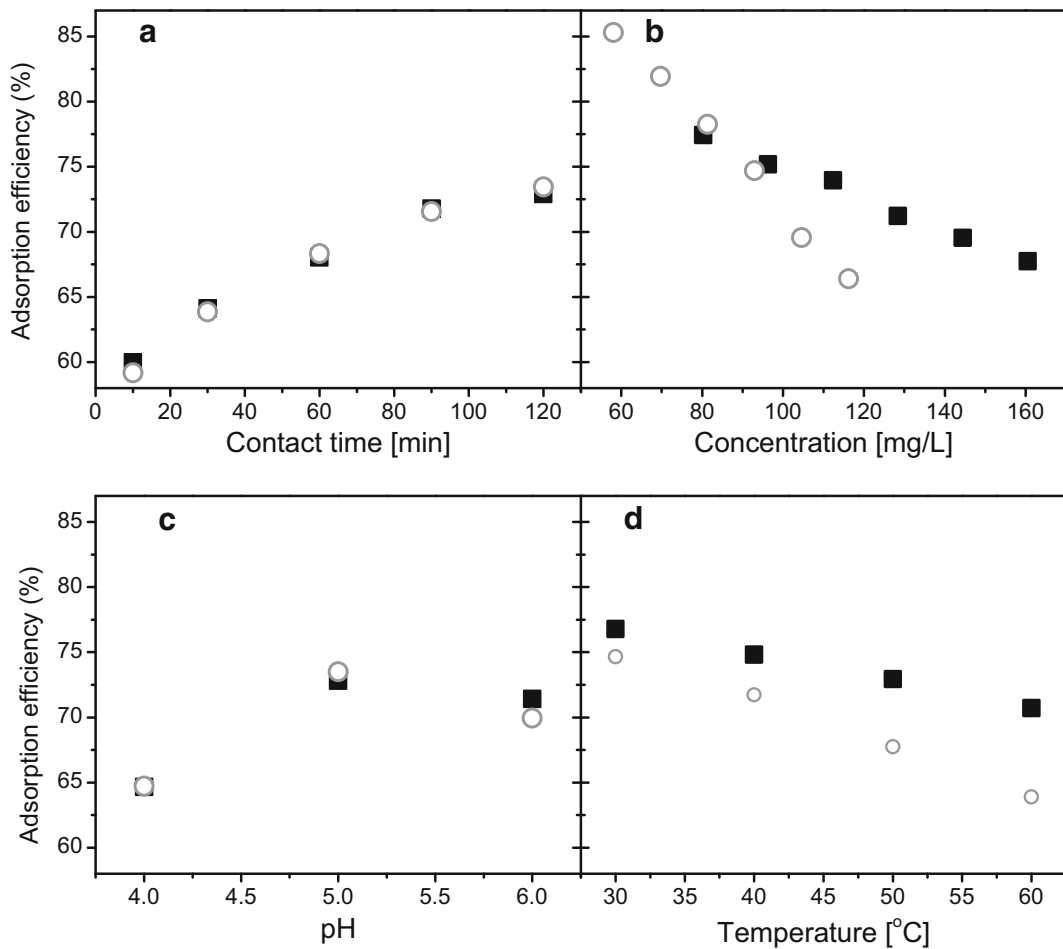 a
b
Adsorption efficiency (%)
85
80
75
70
65
60
0 20 40 60 80 100 120
60 80 100 120 140 160
Contact time [min]
Concentration [mg/L]
c
d
Adsorption efficiency (%)
85
80
75
70
65
60
4.0 4.5 5.0 5.5 6.0
30 35 40 45 50 55 60
pH
Temperature [°C]